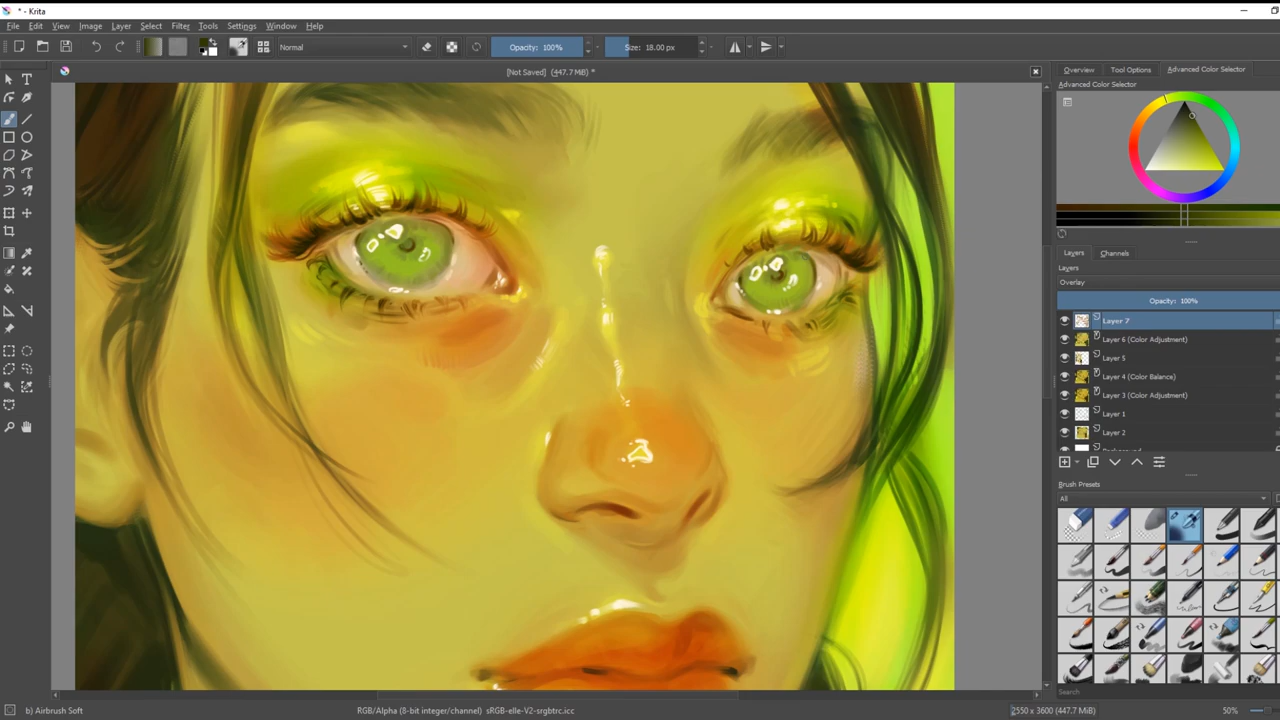 * - Krita
File Edit View Image Layer Select Filter Tools Settings Window Help
Normal Opacity: 100% Size: 18.00 px
[Not Saved] (447.7 MiB) *
Overview Tool Options Advanced Color Selector
Advanced Color Selector
Layers Channels
Layers
Overlay
Opacity: 100%
Layer 7
Layer 6 (Color Adjustment)
Layer 5
Layer 4 (Color Balance)
Layer 3 (Color Adjustment)
Layer 1
Layer 2
Brush Presets
All
Search
b) Airbrush Soft RGB/Alpha (8-bit integer/channel) sRGB-elle-V2-srgbtrc.icc 2550 x 3600 (447.7 MiB) 50%